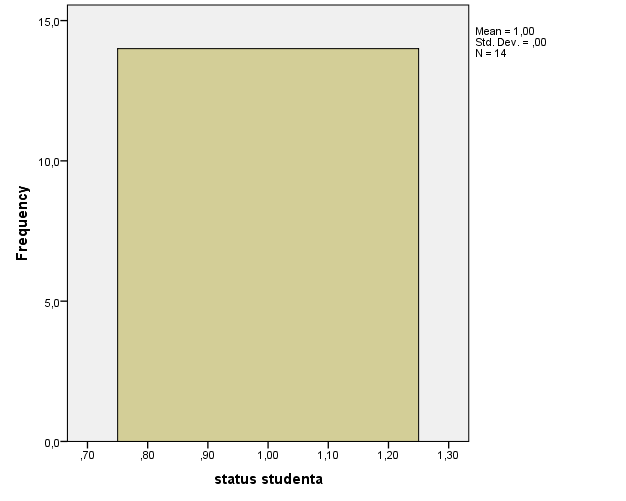 15,0
10,0
5,0
0,0
Frequency
,70
,80
,90
1,00
1,10
1,20
1,30
status studenta
Mean = 1,00
Std. Dev. = ,00
N = 14